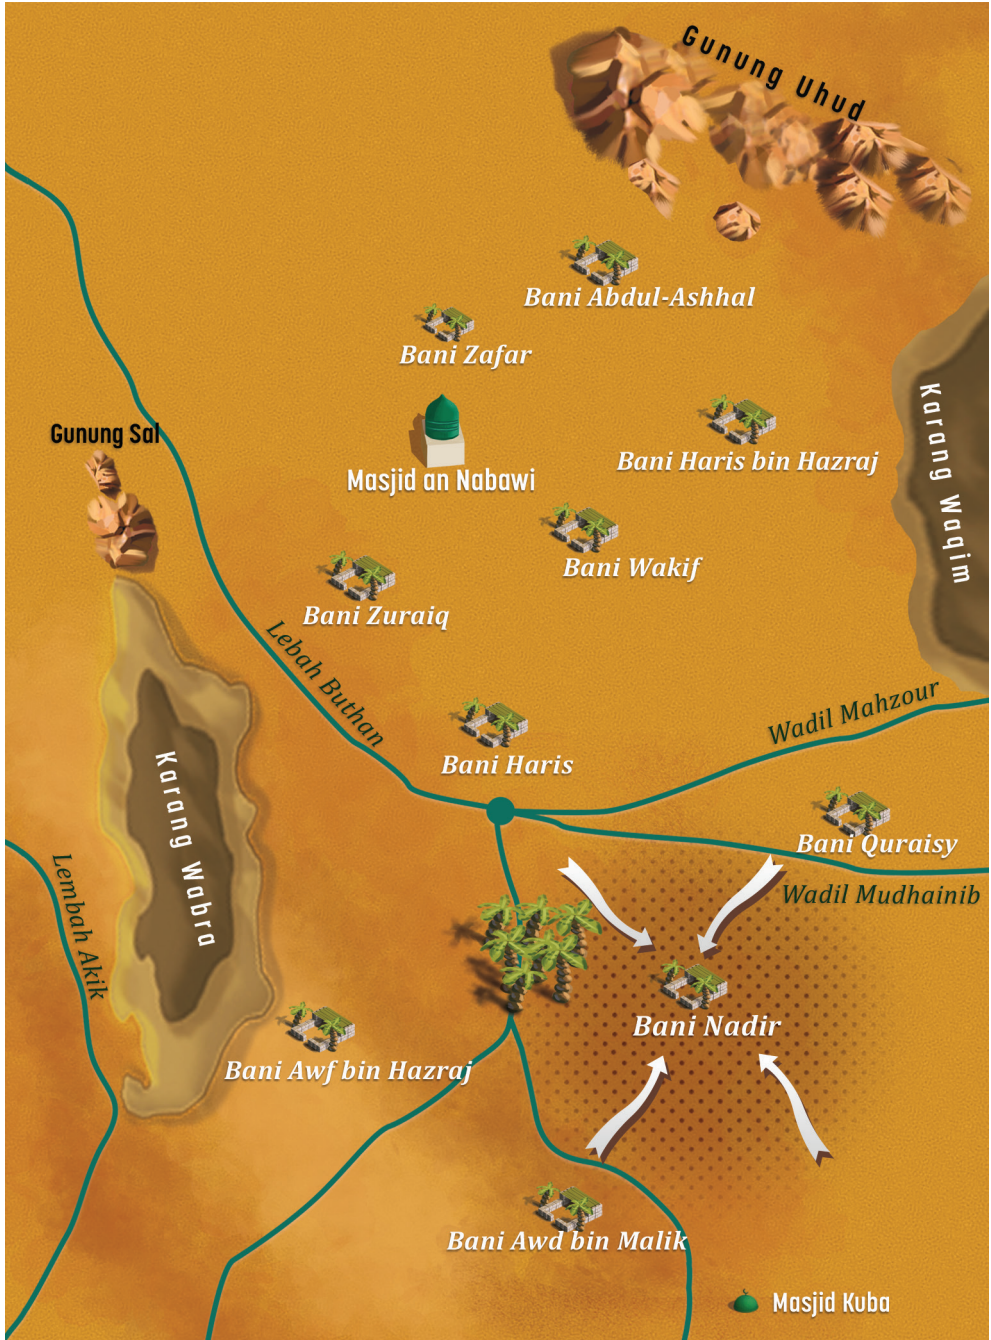 Gunung Uhud
Bani Abdul-Ashhal
Bani Zafar
Karang Waqim
Gunung Sal
Bani Haris bin Hazraj
Masjid an Nabawi
Bani Wakif
Bani Zuraiq
Lebah Buthan
Wadil Mahzour
Bani Haris
Karang Wabra
Bani Quraisy
Wadil Mudhainib
Lembah Akik
Bani Nadir
Bani Awf bin Hazraj
Bani Awd bin Malik
Masjid Kuba